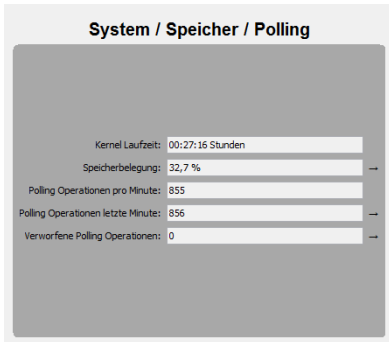 System / Speicher / Polling
Kernel Laufzeit: 00:27:16 Stunden
Speicherbelegung: 32,7 % →
Polling Operationen pro Minute: 855
Polling Operationen letzte Minute: 856 →
Verworfene Polling Operationen: 0 →